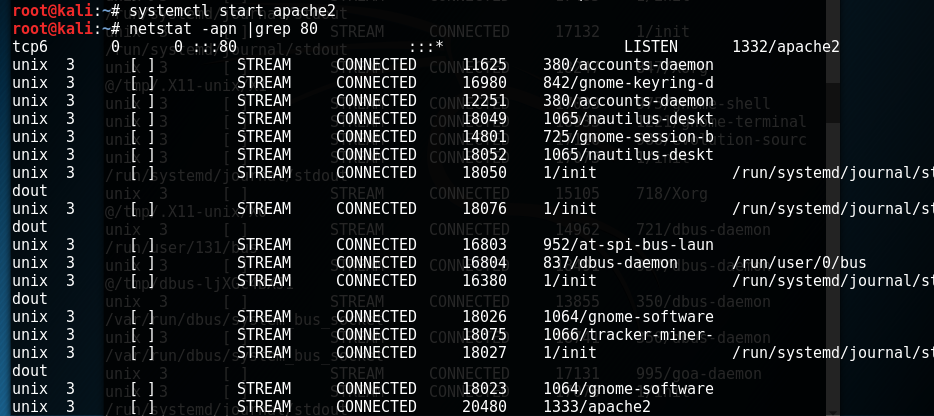 root@kali:~# systemctl start apache2
root@kali:~# netstat -apn |grep 80
tcp6 0 0 :::80 :::* LISTEN 1332/apache2
unix 3 [ ] STREAM CONNECTED 11625 380/accounts-daemon
unix 3 [ ] STREAM CONNECTED 16980 842/gnome-keyring-d
unix 3 [ ] STREAM CONNECTED 12251 380/accounts-daemon
unix 3 [ ] STREAM CONNECTED 18049 1065/nautilus-deskt
unix 3 [ ] STREAM CONNECTED 14801 725/gnome-session-b
unix 3 [ ] STREAM CONNECTED 18052 1065/nautilus-deskt
unix 3 [ ] STREAM CONNECTED 18050 1/init /run/systemd/journal/st
dout
unix 3 [ ] STREAM CONNECTED 18076 1/init /run/systemd/journal/st
dout
unix 3 [ ] STREAM CONNECTED 16803 952/at-spi-bus-laun
unix 3 [ ] STREAM CONNECTED 16804 837/dbus-daemon /run/user/0/bus
unix 3 [ ] STREAM CONNECTED 16380 1/init /run/systemd/journal/st
dout
unix 3 [ ] STREAM CONNECTED 18026 1064/gnome-software
unix 3 [ ] STREAM CONNECTED 18075 1066/tracker-miner-
unix 3 [ ] STREAM CONNECTED 18027 1/init /run/systemd/journal/st
dout
unix 3 [ ] STREAM CONNECTED 18023 1064/gnome-software
unix 3 [ ] STREAM CONNECTED 20480 1333/apache2